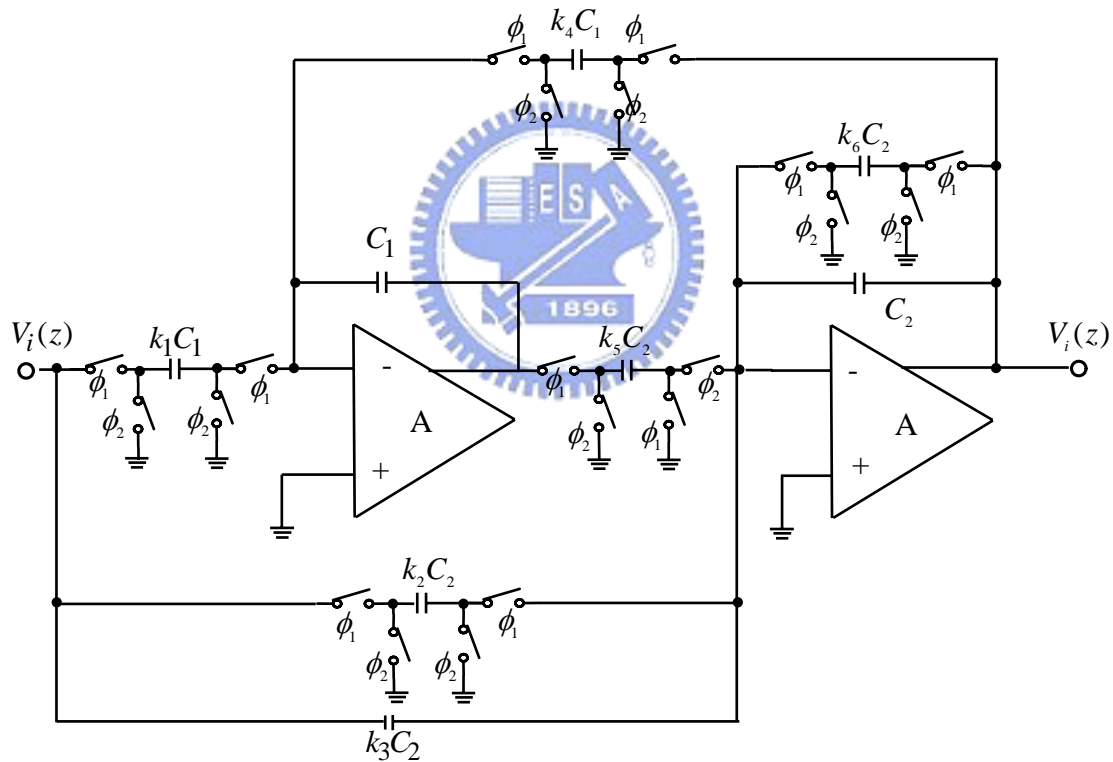 ϕ₁ k₄C₁ ϕ₁
ϕ₂ ϕ₂
k₆C₂
ϕ₁ ϕ₁
ϕ₂ ϕ₂
E S A
C₁
1896
C₂
Vᵢ(z) k₁C₁ k₅C₂ Vᵢ(z)
ϕ₁ ϕ₁ - ϕ₁ ϕ₂ -
ϕ₂ ϕ₂ A ϕ₂ ϕ₁ A
+ +
k₂C₂
ϕ₁ ϕ₁
ϕ₂ ϕ₂
k₃C₂